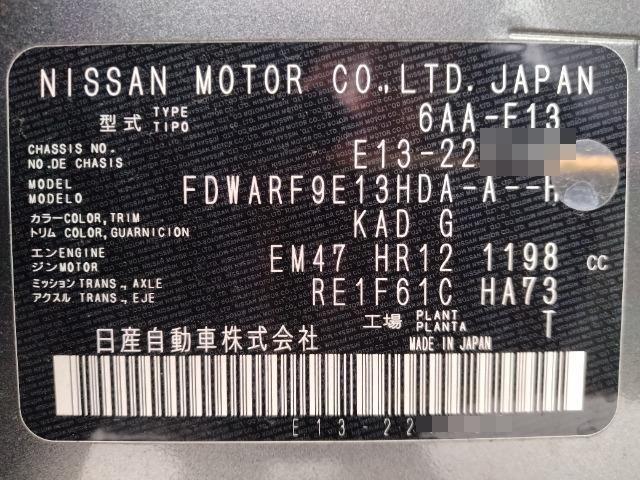 NISSAN MOTOR CO.,LTD. JAPAN
型式 TYPE TIPO 6AA-E13
CHASSIS NO. NO.DE CHASIS E13-22
MODEL MODELO FDWARF9E13HDA-A--
カラー COLOR,TRIM トリム COLOR,GUARNICION KAD G
エンジン ENGINE MOTOR EM47 HR12 1198 CC
ミッション TRANS., AXLE アクスル TRANS., EJE RE1F61C HA73
工場 PLANT PLANTA T
日産自動車株式会社 MADE IN JAPAN
E13-22